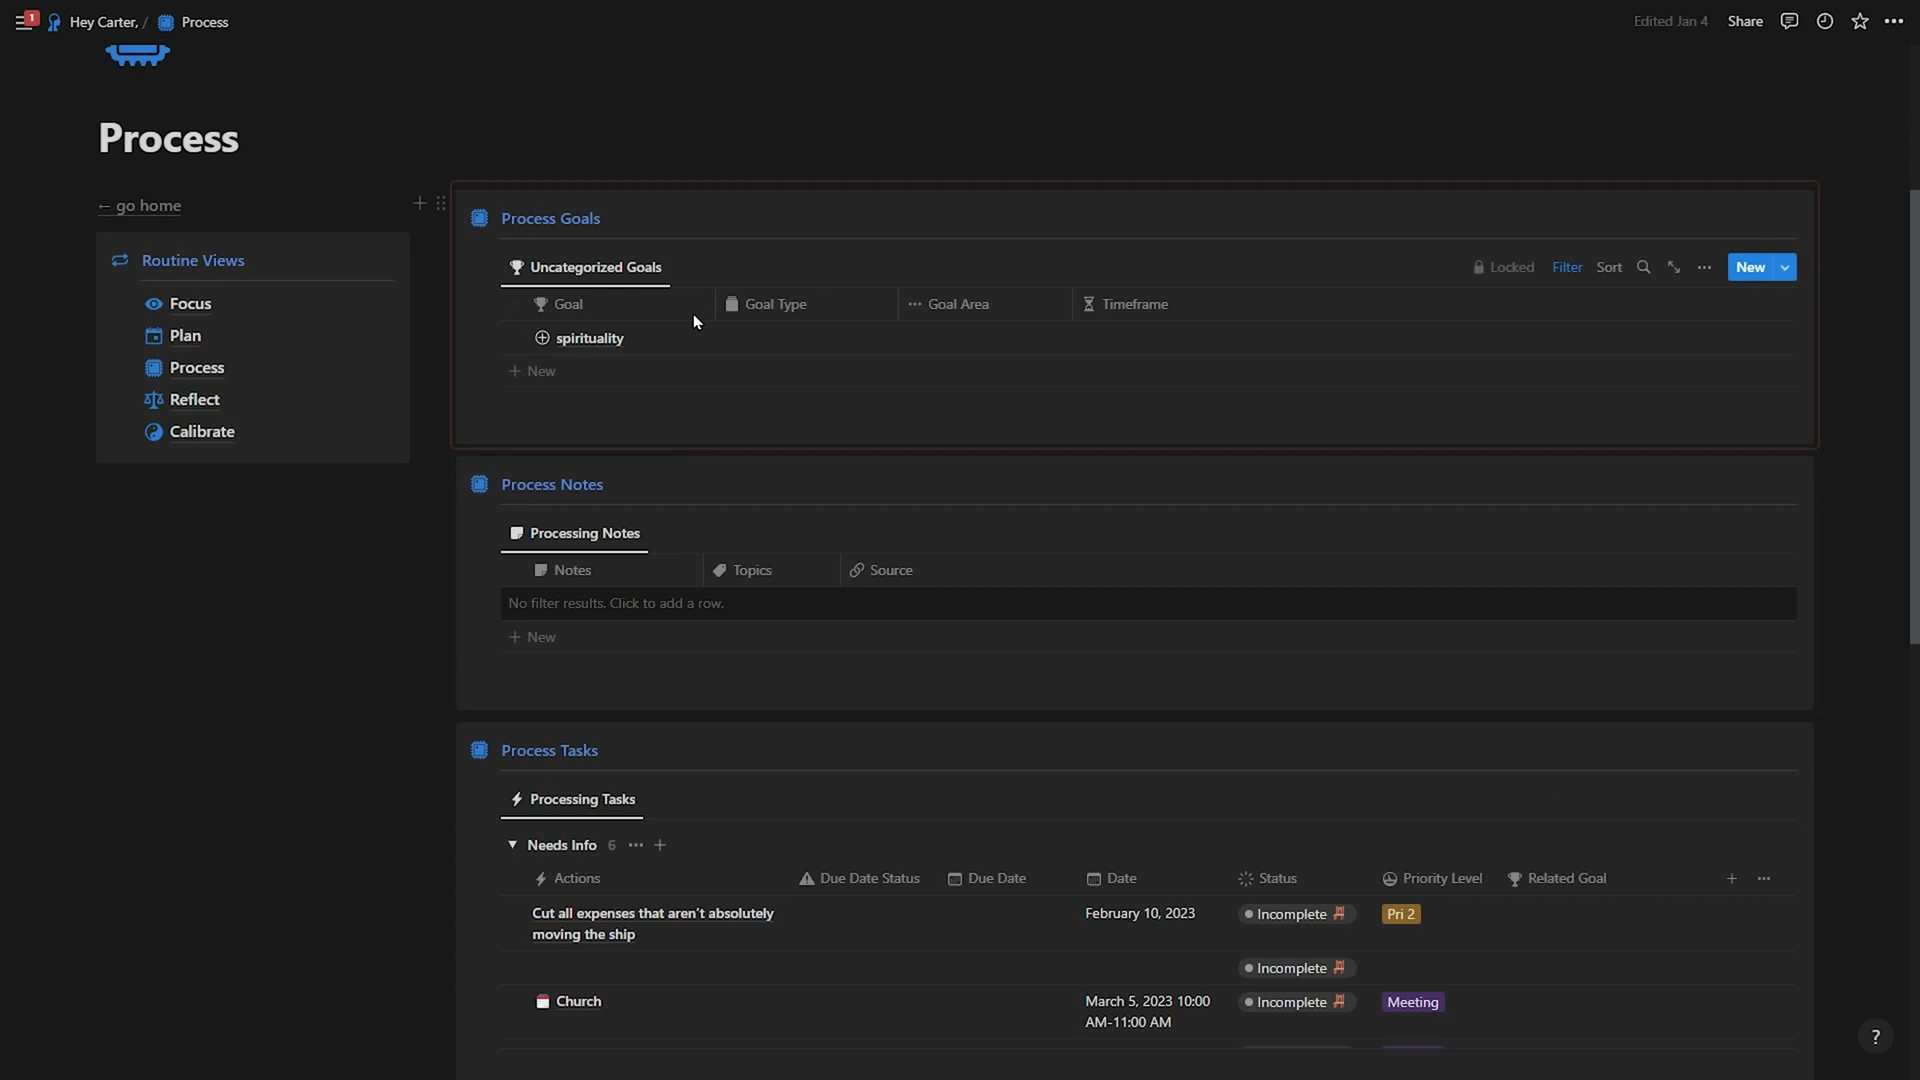 1 Hey Carter, / Process
Edited Jan 4 Share
Process
← go home
Routine Views
Focus
Plan
Process
Reflect
Calibrate
Process Goals
Uncategorized Goals
Locked Filter Sort New
Goal Goal Type Goal Area Timeframe
spirituality
+ New
Process Notes
Processing Notes
Notes Topics Source
No filter results. Click to add a row.
+ New
Process Tasks
Processing Tasks
Needs Info 6
Actions Due Date Status Due Date Date Status Priority Level Related Goal
Cut all expenses that aren't absolutely
moving the ship
February 10, 2023 Incomplete Pri 2
Incomplete
Church
March 5, 2023 10:00
AM-11:00 AM
Incomplete Meeting
?